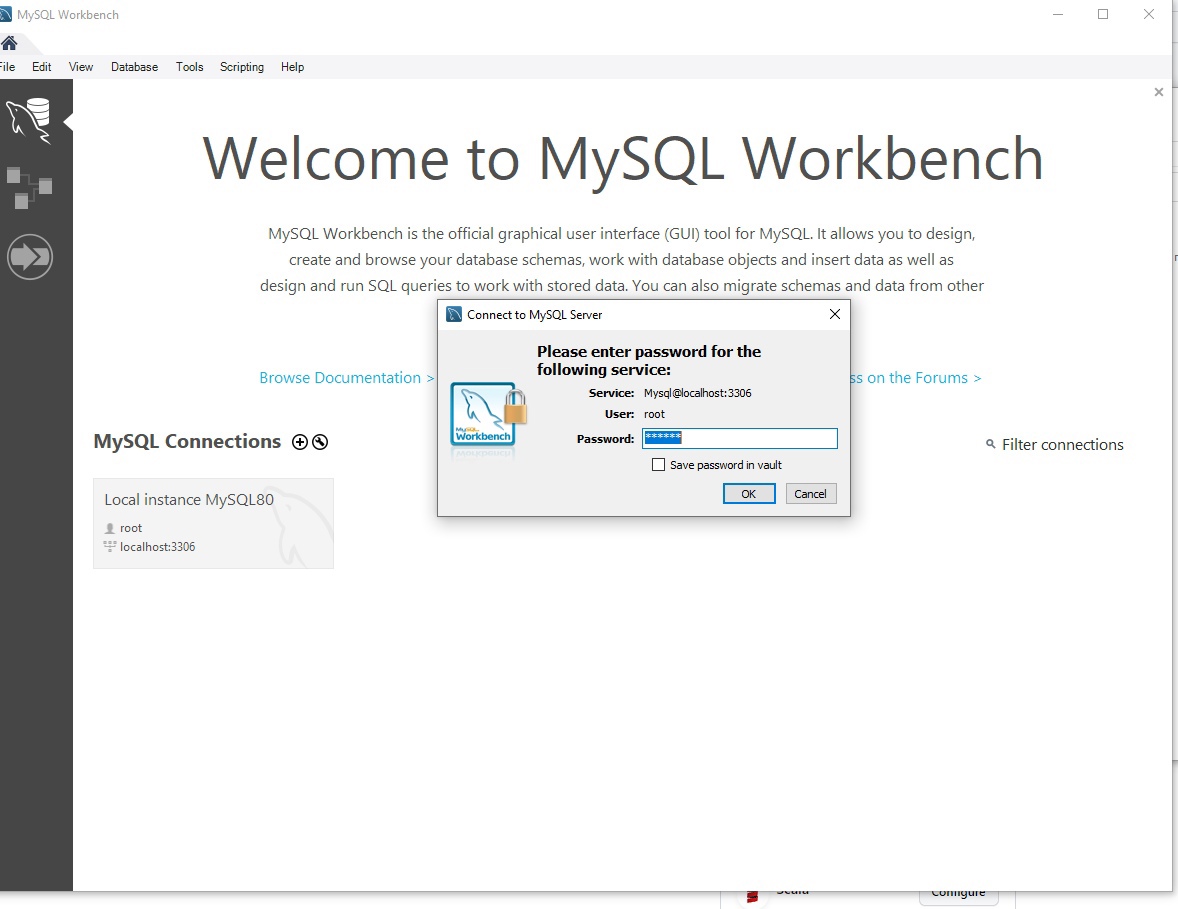 MySQL Workbench
File Edit View Database Tools Scripting Help
Welcome to MySQL Workbench
MySQL Workbench is the official graphical user interface (GUI) tool for MySQL. It allows you to design,
create and browse your database schemas, work with database objects and insert data as well as
design and run SQL queries to work with stored data. You can also migrate schemas and data from other
Connect to MySQL Server
Please enter password for the
following service:
Service: Mysql@localhost:3306
User: root
Password: ******
Save password in vault
OK Cancel
MySQL
Workbench
Browse Documentation >
on the Forums >
MySQL Connections
Filter connections
Local instance MySQL80
root
localhost:3306
Configure